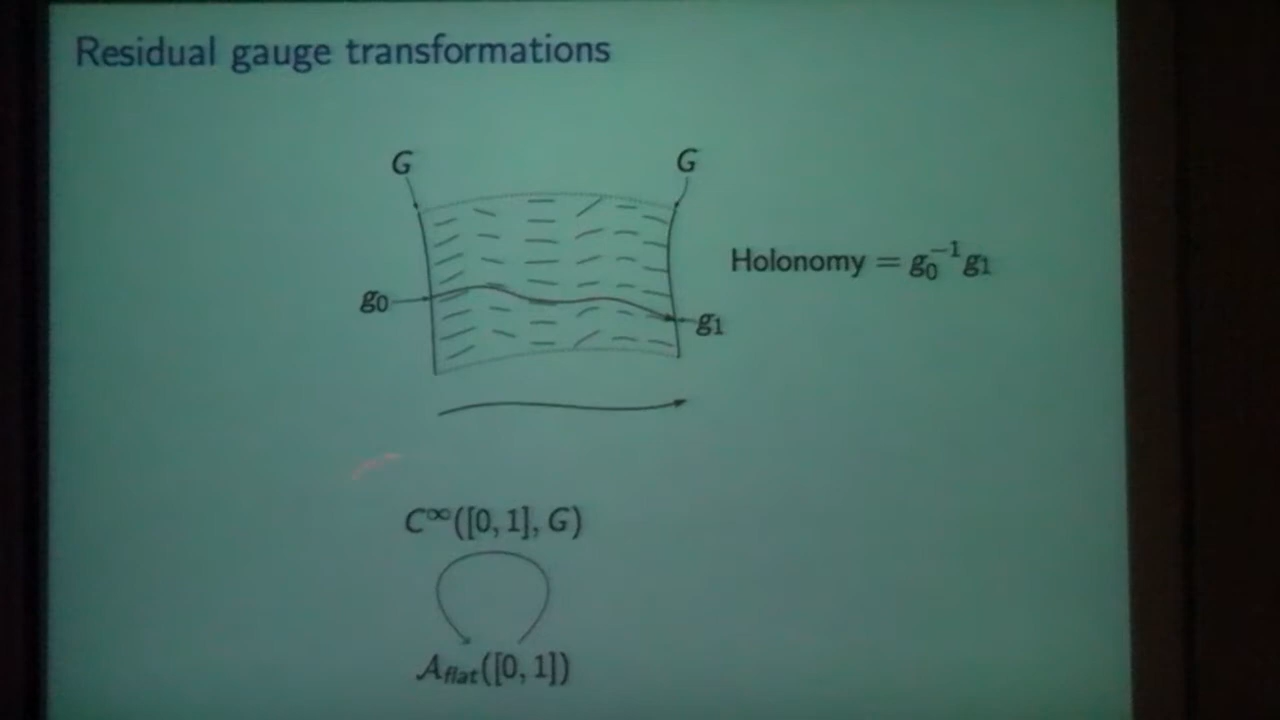 Residual gauge transformations
G G
Holonomy = g₀⁻¹g₁
g₀
g₁
C^∞([0, 1], G)
𝒜_flat([0, 1])